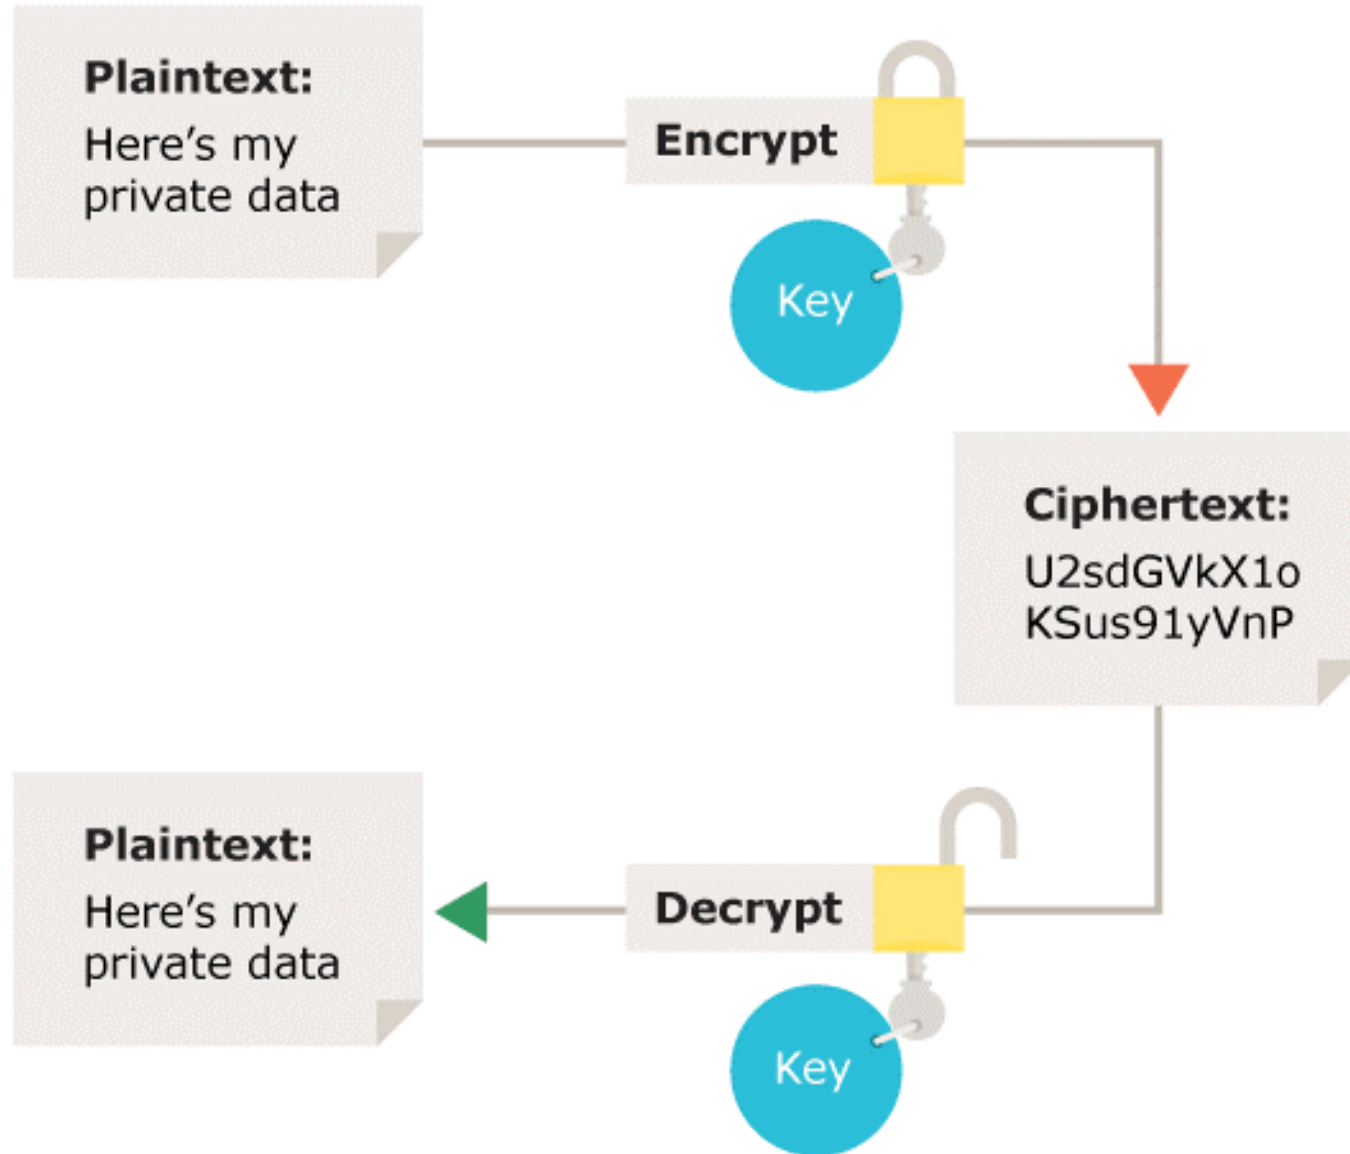 Plaintext:
Here’s my
private data
Encrypt
Key
Ciphertext:
U2sdGVkX1o
KSus91yVnP
Decrypt
Key
Plaintext:
Here’s my
private data